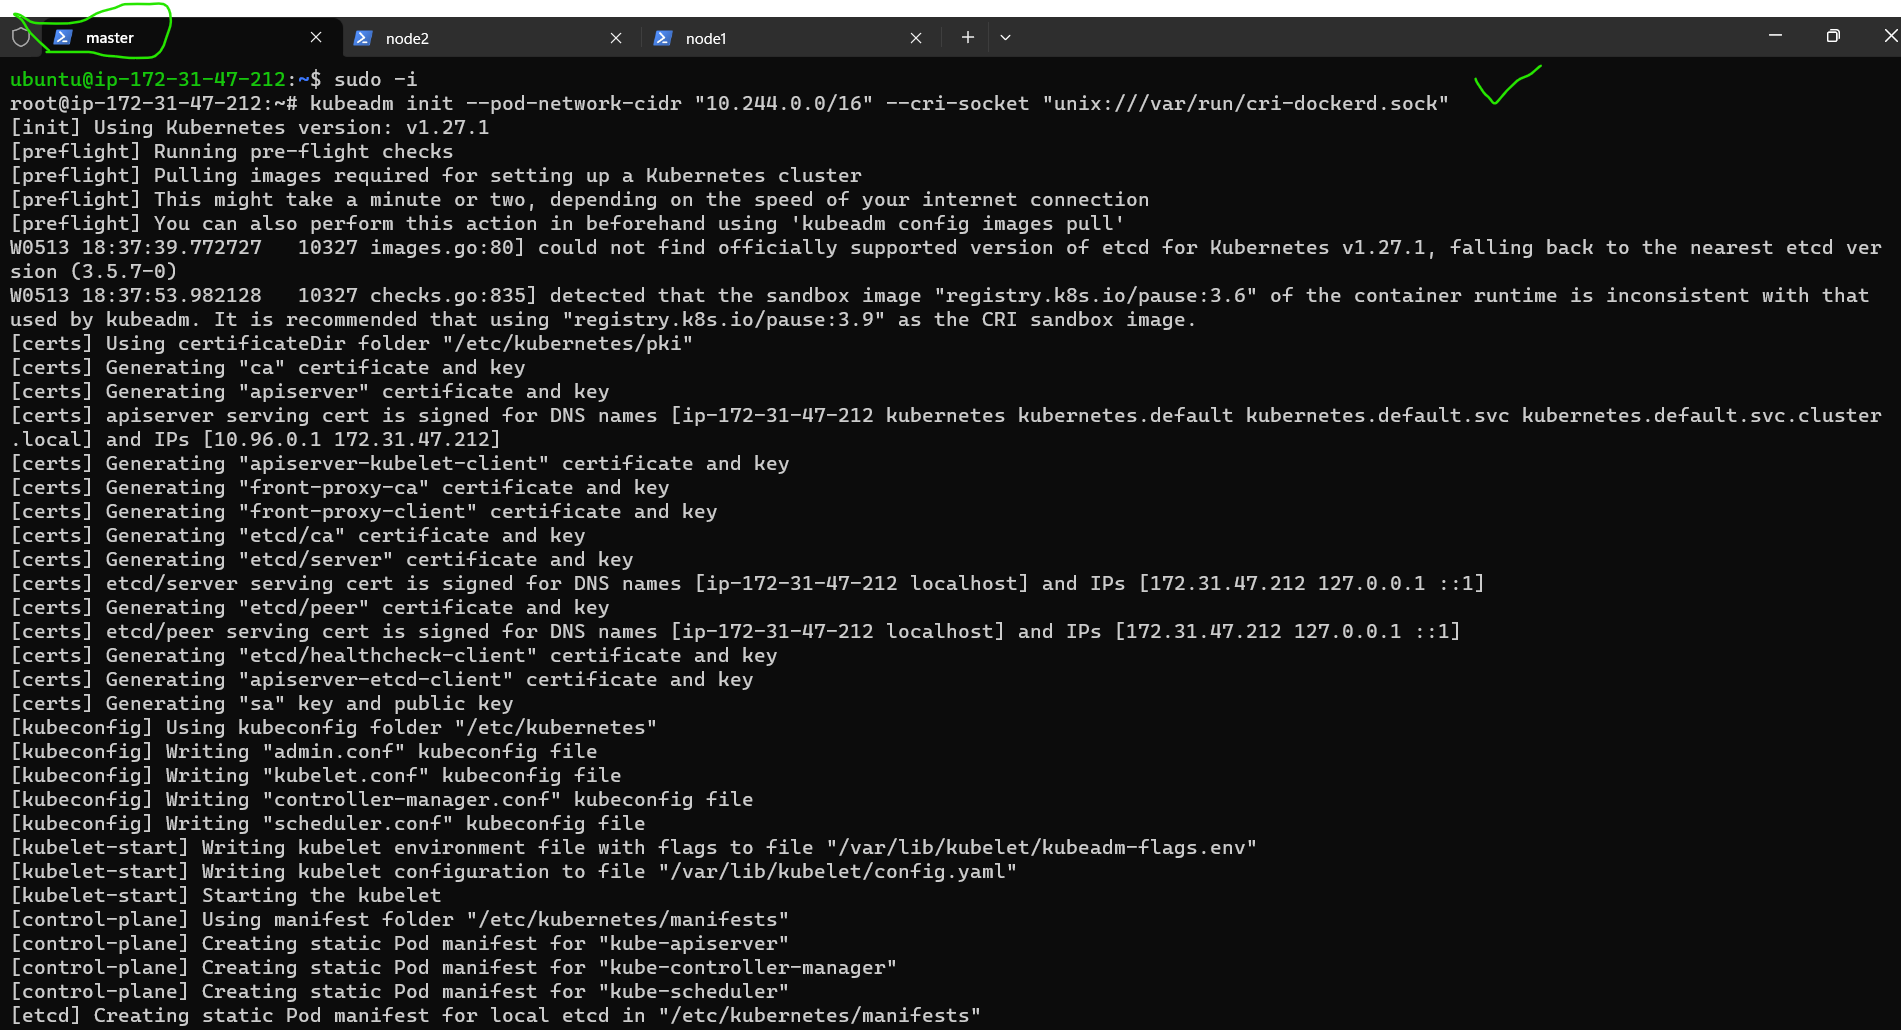 master
node2
node1
ubuntu@ip-172-31-47-212:~$ sudo -i
root@ip-172-31-47-212:~# kubeadm init --pod-network-cidr "10.244.0.0/16" --cri-socket "unix:///var/run/cri-dockerd.sock"
[init] Using Kubernetes version: v1.27.1
[preflight] Running pre-flight checks
[preflight] Pulling images required for setting up a Kubernetes cluster
[preflight] This might take a minute or two, depending on the speed of your internet connection
[preflight] You can also perform this action in beforehand using 'kubeadm config images pull'
W0513 18:37:39.772727   10327 images.go:80] could not find officially supported version of etcd for Kubernetes v1.27.1, falling back to the nearest etcd ver
sion (3.5.7-0)
W0513 18:37:53.982128   10327 checks.go:835] detected that the sandbox image "registry.k8s.io/pause:3.6" of the container runtime is inconsistent with that
used by kubeadm. It is recommended that using "registry.k8s.io/pause:3.9" as the CRI sandbox image.
[certs] Using certificateDir folder "/etc/kubernetes/pki"
[certs] Generating "ca" certificate and key
[certs] Generating "apiserver" certificate and key
[certs] apiserver serving cert is signed for DNS names [ip-172-31-47-212 kubernetes kubernetes.default kubernetes.default.svc kubernetes.default.svc.cluster
.local] and IPs [10.96.0.1 172.31.47.212]
[certs] Generating "apiserver-kubelet-client" certificate and key
[certs] Generating "front-proxy-ca" certificate and key
[certs] Generating "front-proxy-client" certificate and key
[certs] Generating "etcd/ca" certificate and key
[certs] Generating "etcd/server" certificate and key
[certs] etcd/server serving cert is signed for DNS names [ip-172-31-47-212 localhost] and IPs [172.31.47.212 127.0.0.1 ::1]
[certs] Generating "etcd/peer" certificate and key
[certs] etcd/peer serving cert is signed for DNS names [ip-172-31-47-212 localhost] and IPs [172.31.47.212 127.0.0.1 ::1]
[certs] Generating "etcd/healthcheck-client" certificate and key
[certs] Generating "apiserver-etcd-client" certificate and key
[certs] Generating "sa" key and public key
[kubeconfig] Using kubeconfig folder "/etc/kubernetes"
[kubeconfig] Writing "admin.conf" kubeconfig file
[kubeconfig] Writing "kubelet.conf" kubeconfig file
[kubeconfig] Writing "controller-manager.conf" kubeconfig file
[kubeconfig] Writing "scheduler.conf" kubeconfig file
[kubelet-start] Writing kubelet environment file with flags to file "/var/lib/kubelet/kubeadm-flags.env"
[kubelet-start] Writing kubelet configuration to file "/var/lib/kubelet/config.yaml"
[kubelet-start] Starting the kubelet
[control-plane] Using manifest folder "/etc/kubernetes/manifests"
[control-plane] Creating static Pod manifest for "kube-apiserver"
[control-plane] Creating static Pod manifest for "kube-controller-manager"
[control-plane] Creating static Pod manifest for "kube-scheduler"
[etcd] Creating static Pod manifest for local etcd in "/etc/kubernetes/manifests"